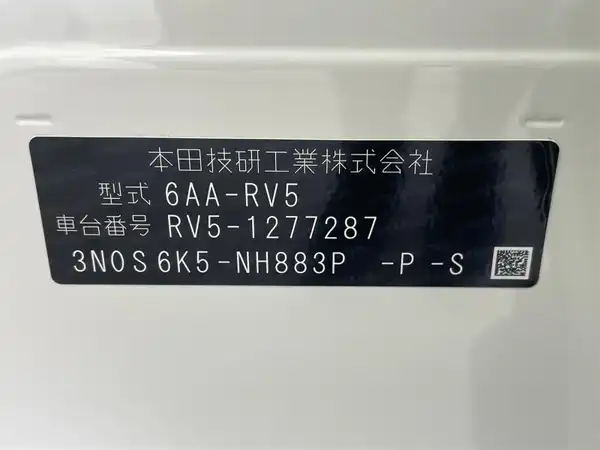 本田技研工業株式会社
型式 6AA-RV5
車台番号 RV5-1277287
3N0S6K5-NH883P -P-S